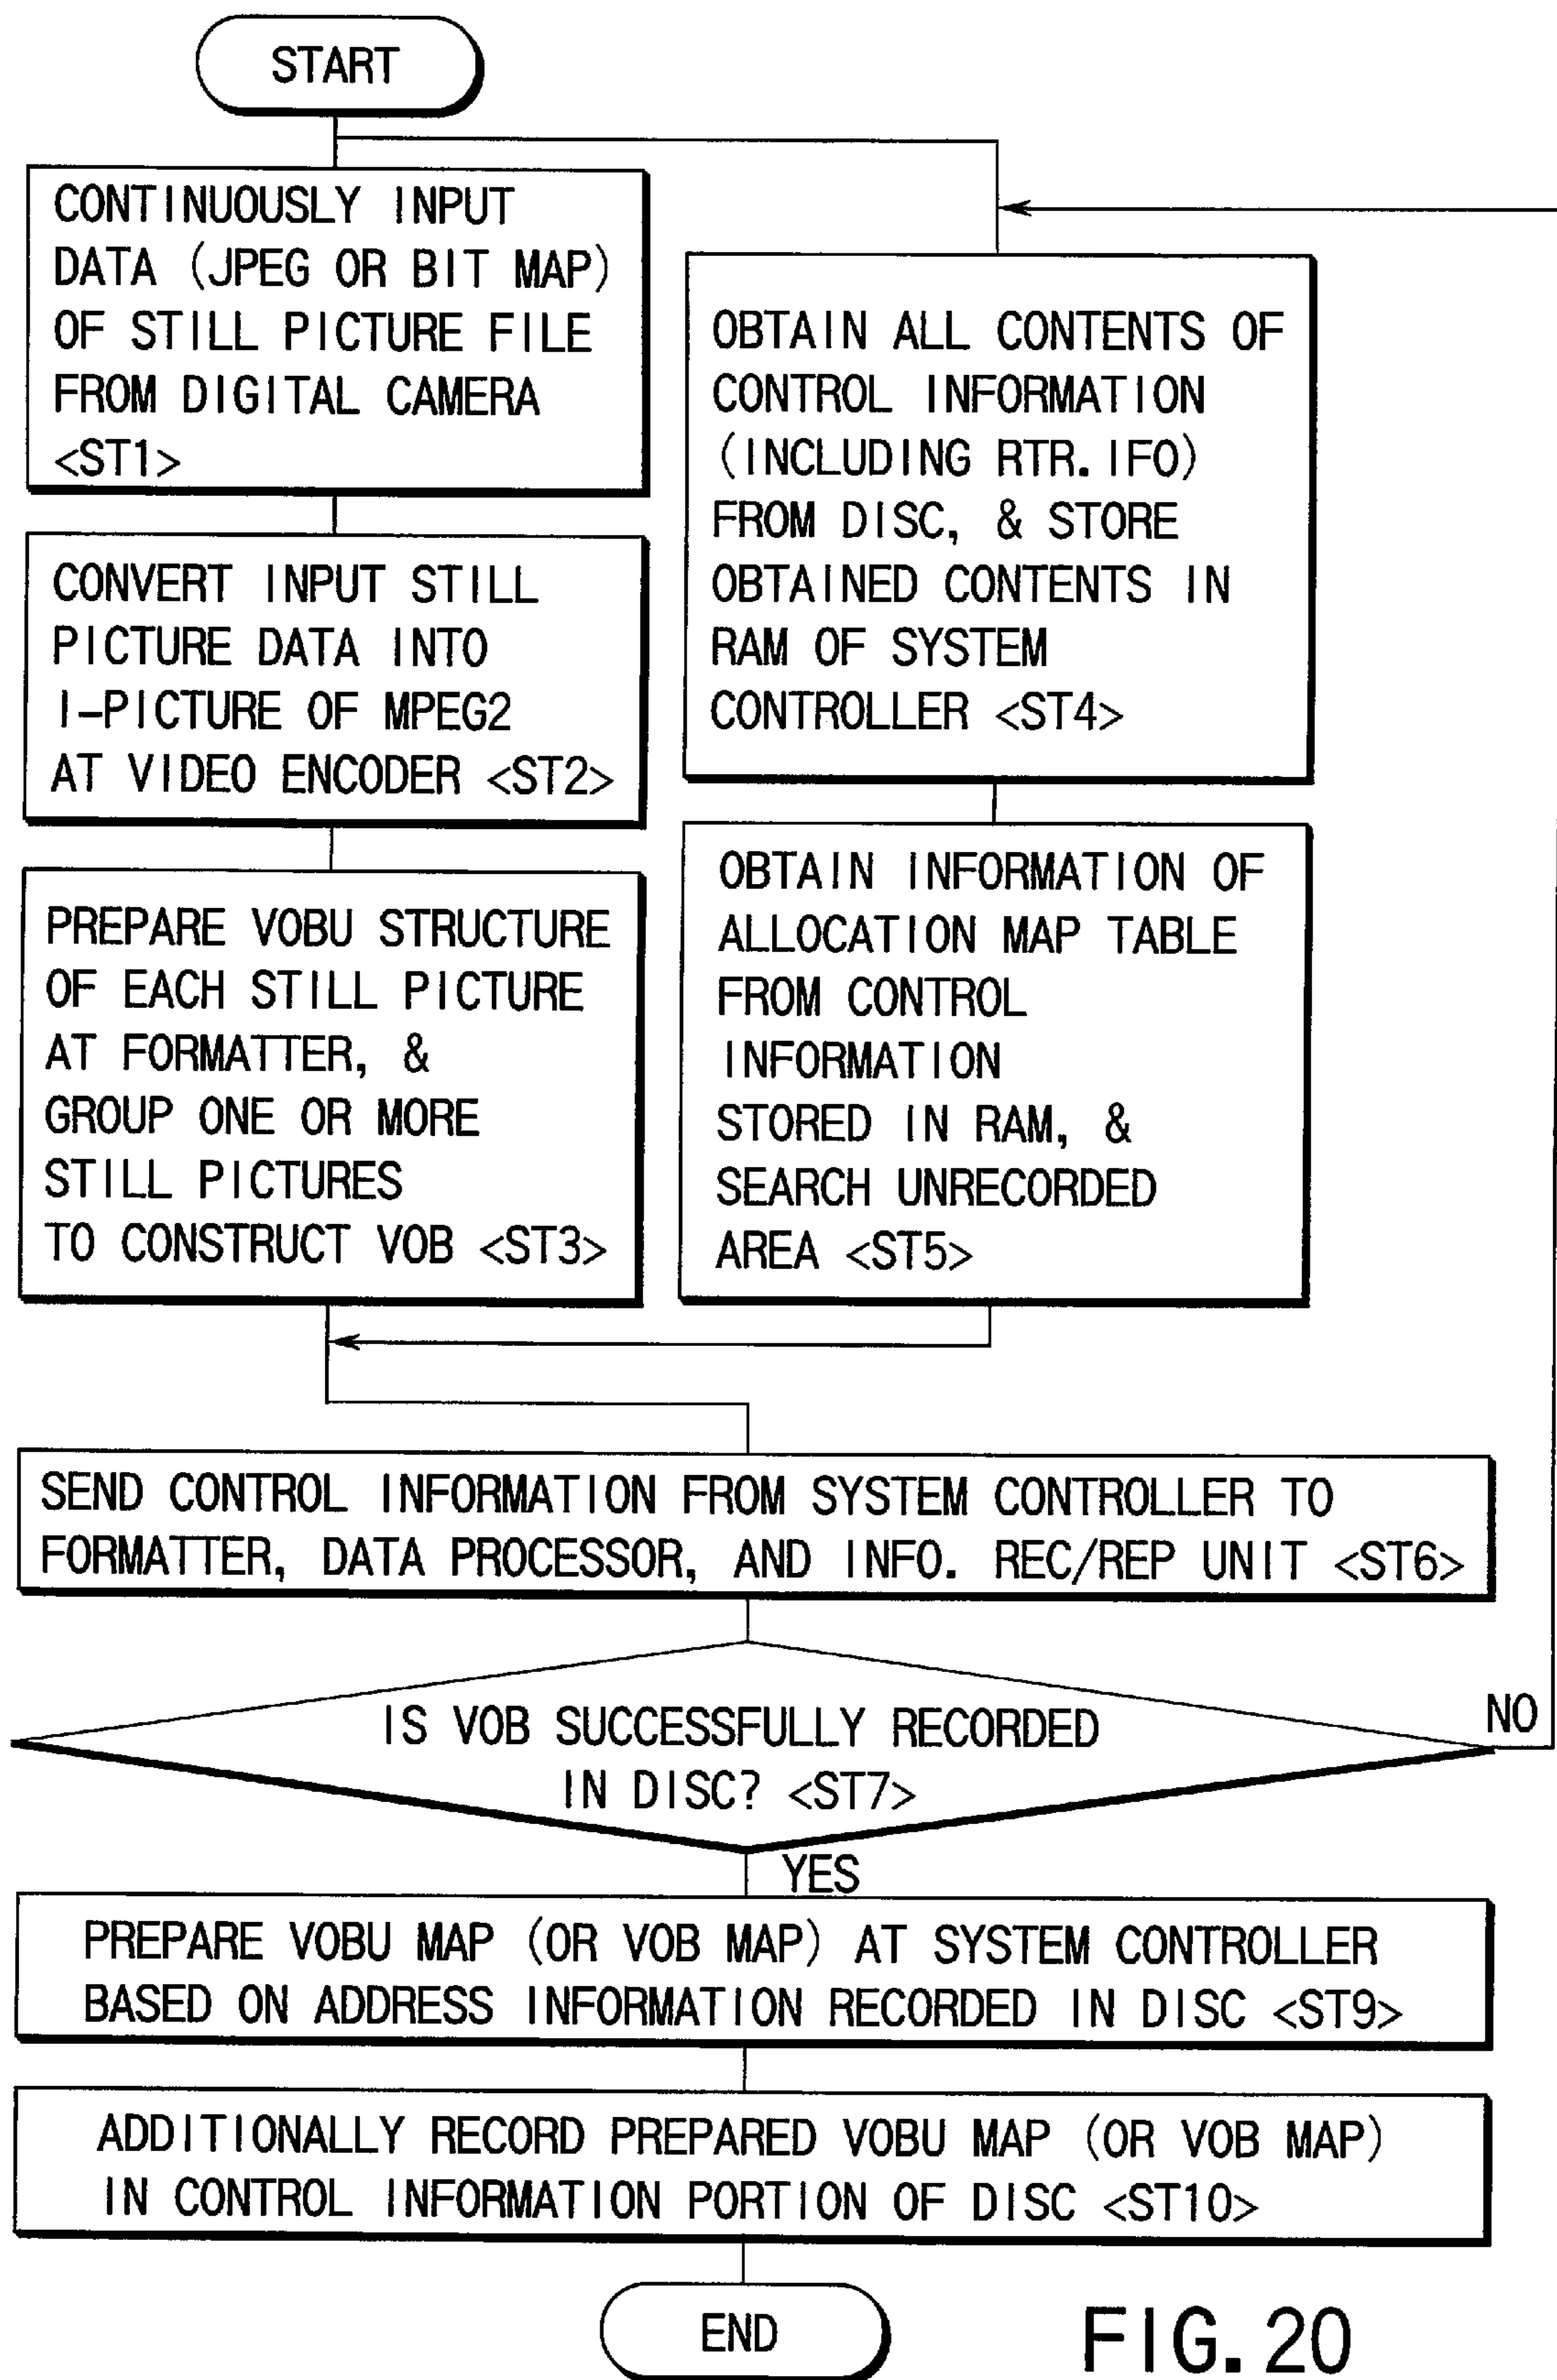 START
CONTINUOUSLY INPUT
DATA (JPEG OR BIT MAP)
OF STILL PICTURE FILE
FROM DIGITAL CAMERA
<ST1>
CONVERT INPUT STILL
PICTURE DATA INTO
I-PICTURE OF MPEG2
AT VIDEO ENCODER <ST2>
PREPARE VOBU STRUCTURE
OF EACH STILL PICTURE
AT FORMATTER, &
GROUP ONE OR MORE
STILL PICTURES
TO CONSTRUCT VOB <ST3>
OBTAIN ALL CONTENTS OF
CONTROL INFORMATION
(INCLUDING RTR.IFO)
FROM DISC, & STORE
OBTAINED CONTENTS IN
RAM OF SYSTEM
CONTROLLER <ST4>
OBTAIN INFORMATION OF
ALLOCATION MAP TABLE
FROM CONTROL
INFORMATION
STORED IN RAM, &
SEARCH UNRECORDED
AREA <ST5>
SEND CONTROL INFORMATION FROM SYSTEM CONTROLLER TO
FORMATTER, DATA PROCESSOR, AND INFO. REC/REP UNIT <ST6>
IS VOB SUCCESSFULLY RECORDED
IN DISC? <ST7>
NO
YES
PREPARE VOBU MAP (OR VOB MAP) AT SYSTEM CONTROLLER
BASED ON ADDRESS INFORMATION RECORDED IN DISC <ST9>
ADDITIONALLY RECORD PREPARED VOBU MAP (OR VOB MAP)
IN CONTROL INFORMATION PORTION OF DISC <ST10>
END
FIG. 20